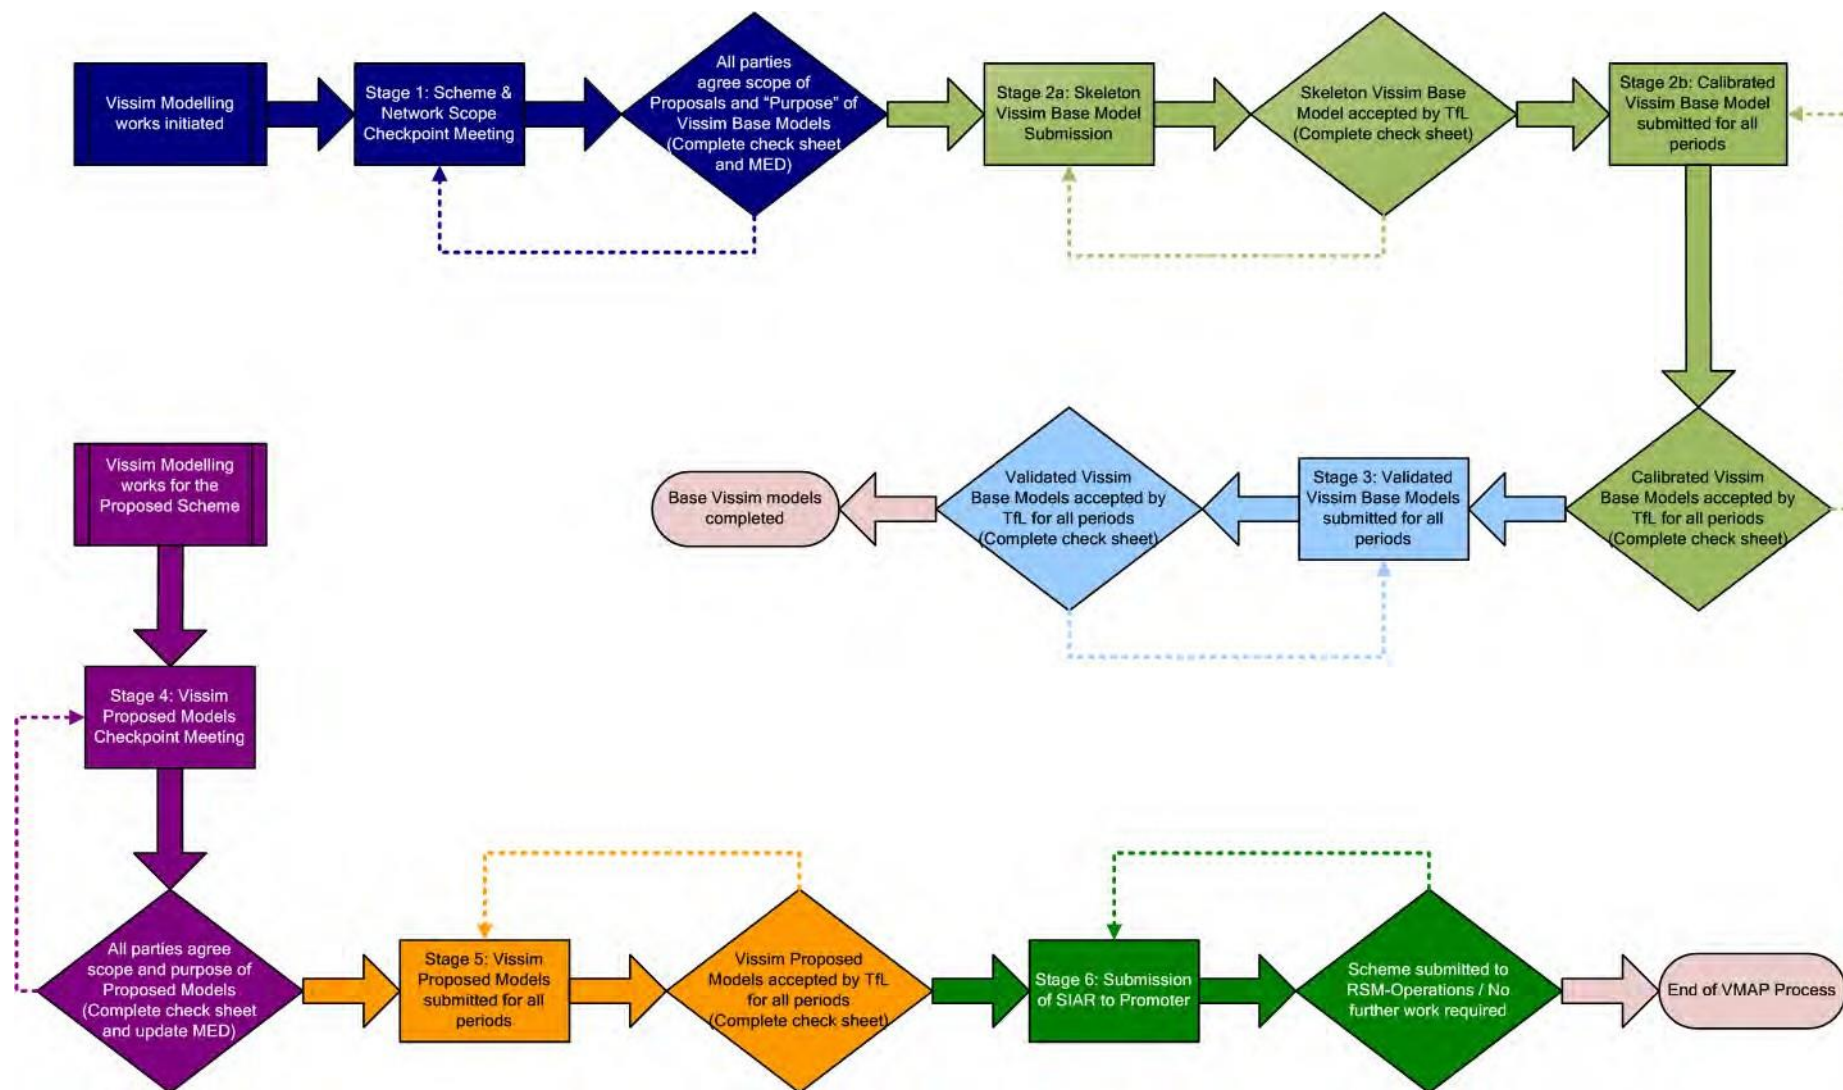 Vissim Modelling
works initiated
Stage 1: Scheme &
Network Scope
Checkpoint Meeting
All parties
agree scope of
Proposals and “Purpose” of
Vissim Base Models
(Complete check sheet
and MED)
Stage 2a: Skeleton
Vissim Base Model
Submission
Skeleton Vissim Base
Model accepted by TfL
(Complete check sheet)
Stage 2b: Calibrated
Vissim Base Model
submitted for all
periods
Calibrated Vissim
Base Models accepted by
TfL for all periods
(Complete check sheet)
Stage 3: Validated
Vissim Base Models
submitted for all
periods
Validated Vissim
Base Models accepted by
TfL for all periods
(Complete check sheet)
Base Vissim models
completed
Vissim Modelling
works for the
Proposed Scheme
Stage 4: Vissim
Proposed Models
Checkpoint Meeting
All parties agree
scope and purpose of
Proposed Models
(Complete check sheet
and update MED)
Stage 5: Vissim
Proposed Models
submitted for all
periods
Vissim Proposed
Models accepted by TfL
for all periods
(Complete check sheet)
Stage 6: Submission
of SIAR to Promoter
Scheme submitted to
RSM-Operations / No
further work required
End of VMAP Process